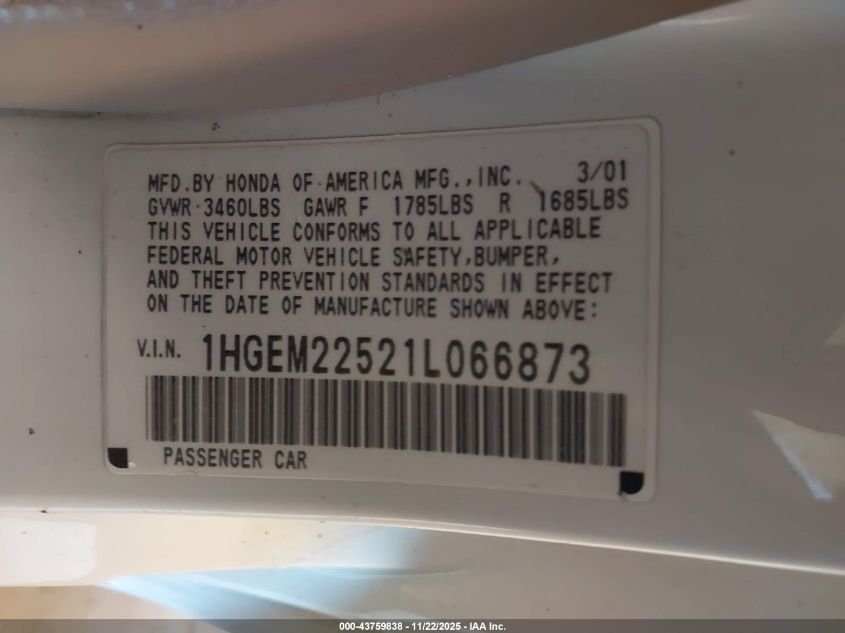 MFD.BY HONDA OF AMERICA MFG.,INC. 3/01
GVWR 3460LBS GAWR F 1785LBS R 1685LBS
THIS VEHICLE CONFORMS TO ALL APPLICABLE
FEDERAL MOTOR VEHICLE SAFETY,BUMPER,
AND THEFT PREVENTION STANDARDS IN EFFECT
ON THE DATE OF MANUFACTURE SHOWN ABOVE:
V.I.N. 1HGEM22521L066873
PASSENGER CAR
000-43759838 - 11/22/2025 - IAA Inc.